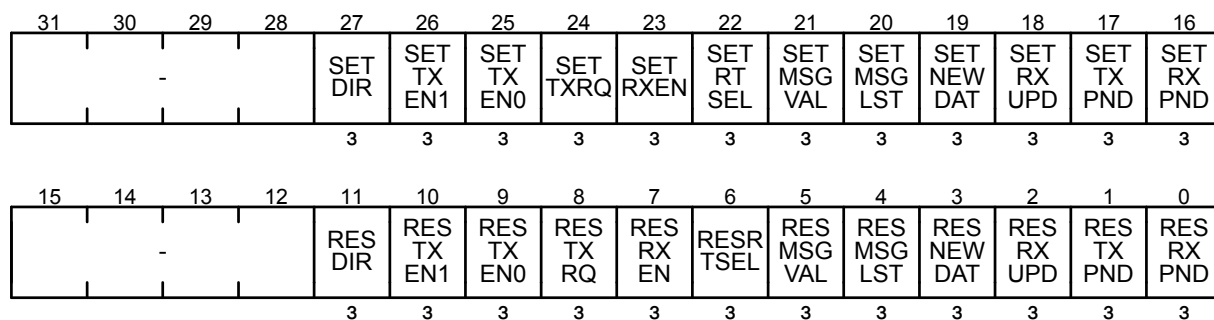 31 30 29 28 27 26 25 24 23 22 21 20 19 18 17 16
-
SET DIR
SET TX EN1
SET TX EN0
SET TXRQ
SET RXEN
SET RT SEL
SET MSG VAL
SET MSG LST
SET NEW DAT
SET RX UPD
SET TX PND
SET RX PND
3 3 3 3 3 3 3 3 3 3 3 3
15 14 13 12 11 10 9 8 7 6 5 4 3 2 1 0
-
RES DIR
RES TX EN1
RES TX EN0
RES TX RQ
RES RX EN
RESR TSEL
RES MSG VAL
RES MSG LST
RES NEW DAT
RES RX UPD
RES TX PND
RES RX PND
3 3 3 3 3 3 3 3 3 3 3 3